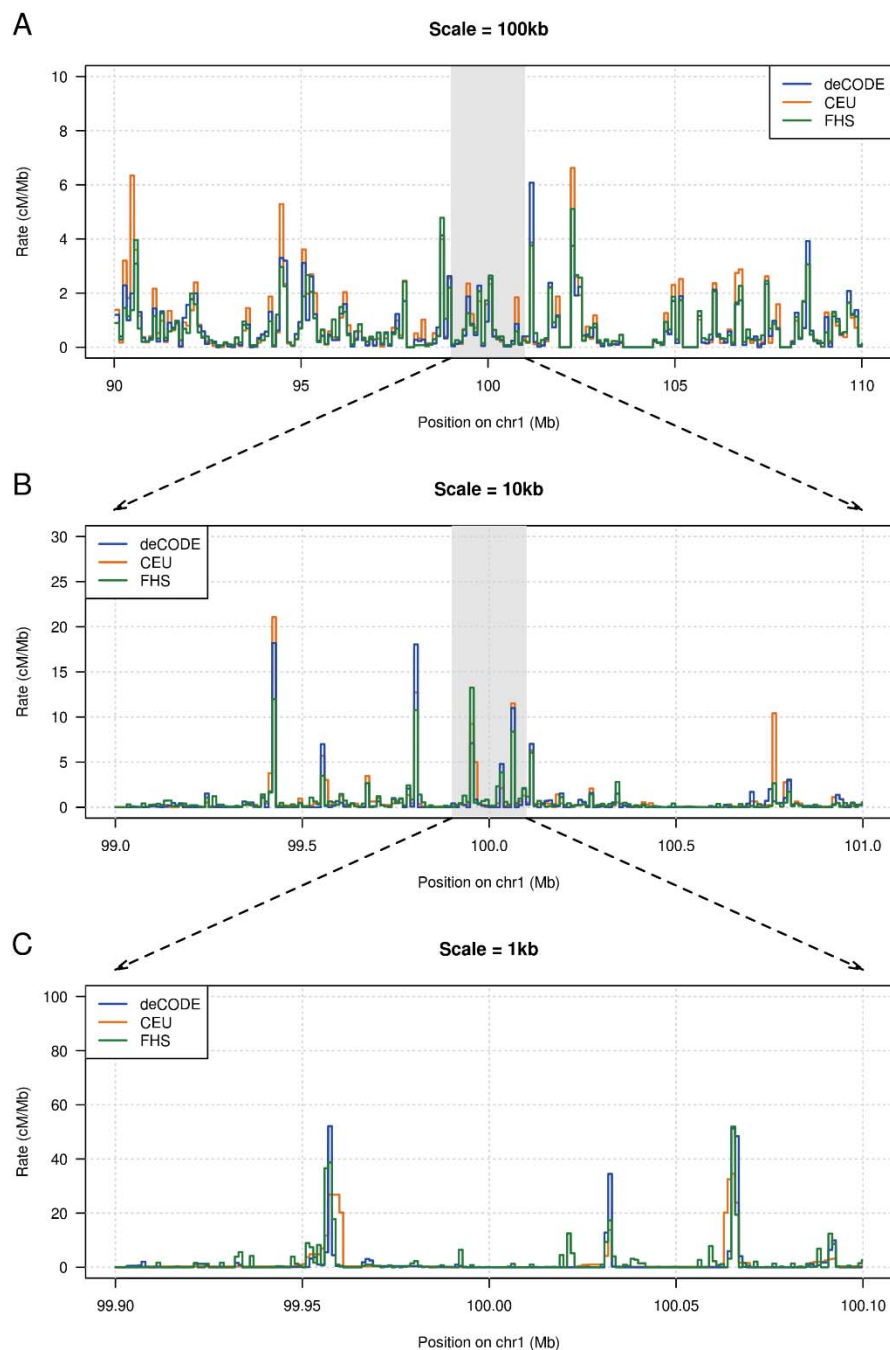 A
Scale = 100kb
10
8
6
4
2
0
Rate (cM/Mb)
deCODE
CEU
FHS
90
95
100
105
110
Position on chr1 (Mb)
B
Scale = 10kb
30
25
20
15
10
5
0
Rate (cM/Mb)
deCODE
CEU
FHS
99.0
99.5
100.0
100.5
101.0
Position on chr1 (Mb)
C
Scale = 1kb
100
80
60
40
20
0
Rate (cM/Mb)
deCODE
CEU
FHS
99.90
99.95
100.00
100.05
100.10
Position on chr1 (Mb)